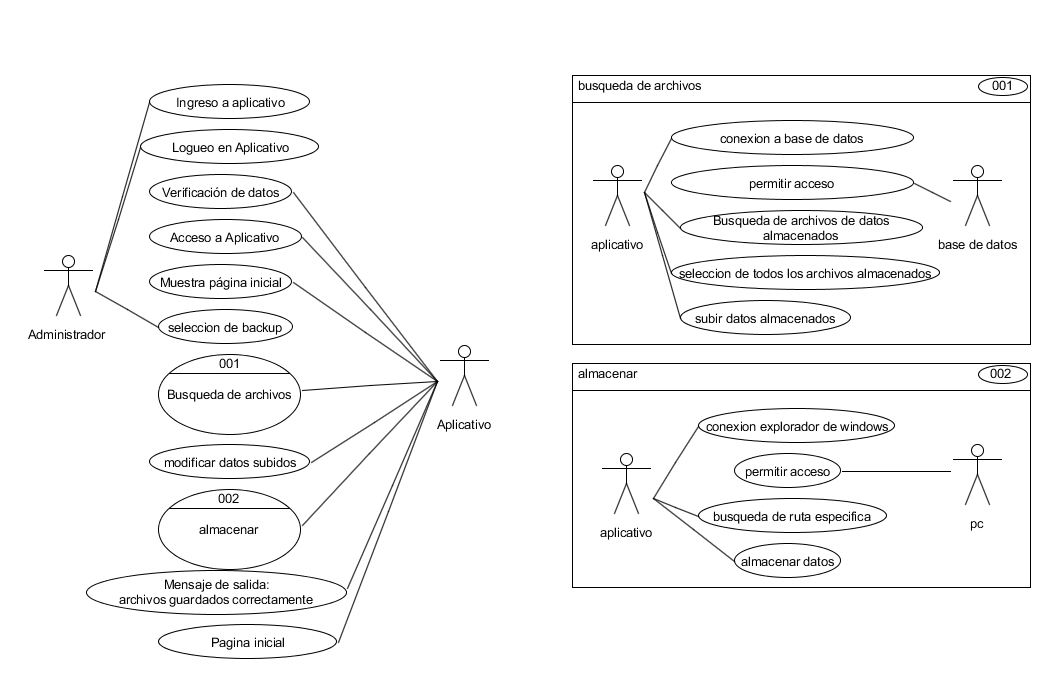 Ingreso a aplicativo
Logueo en Aplicativo
Verificación de datos
Acceso a Aplicativo
Muestra página inicial
seleccion de backup
Administrador
001
Busqueda de archivos
Aplicativo
modificar datos subidos
002
almacenar
Mensaje de salida:
archivos guardados correctamente
Pagina inicial
busqueda de archivos
001
conexion a base de datos
permitir acceso
Busqueda de archivos de datos
almacenados
aplicativo
base de datos
seleccion de todos los archivos almacenados
subir datos almacenados
almacenar
002
conexion explorador de windows
permitir acceso
busqueda de ruta especifica
aplicativo
pc
almacenar datos